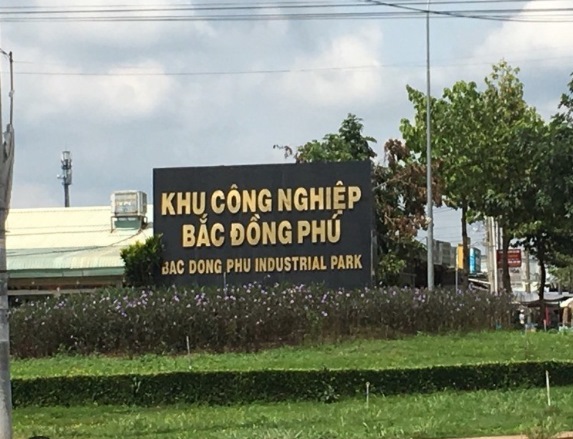 KHU CÔNG NGHIỆP
BẮC ĐỒNG PHÚ
BAC DONG PHU INDUSTRIAL PARK